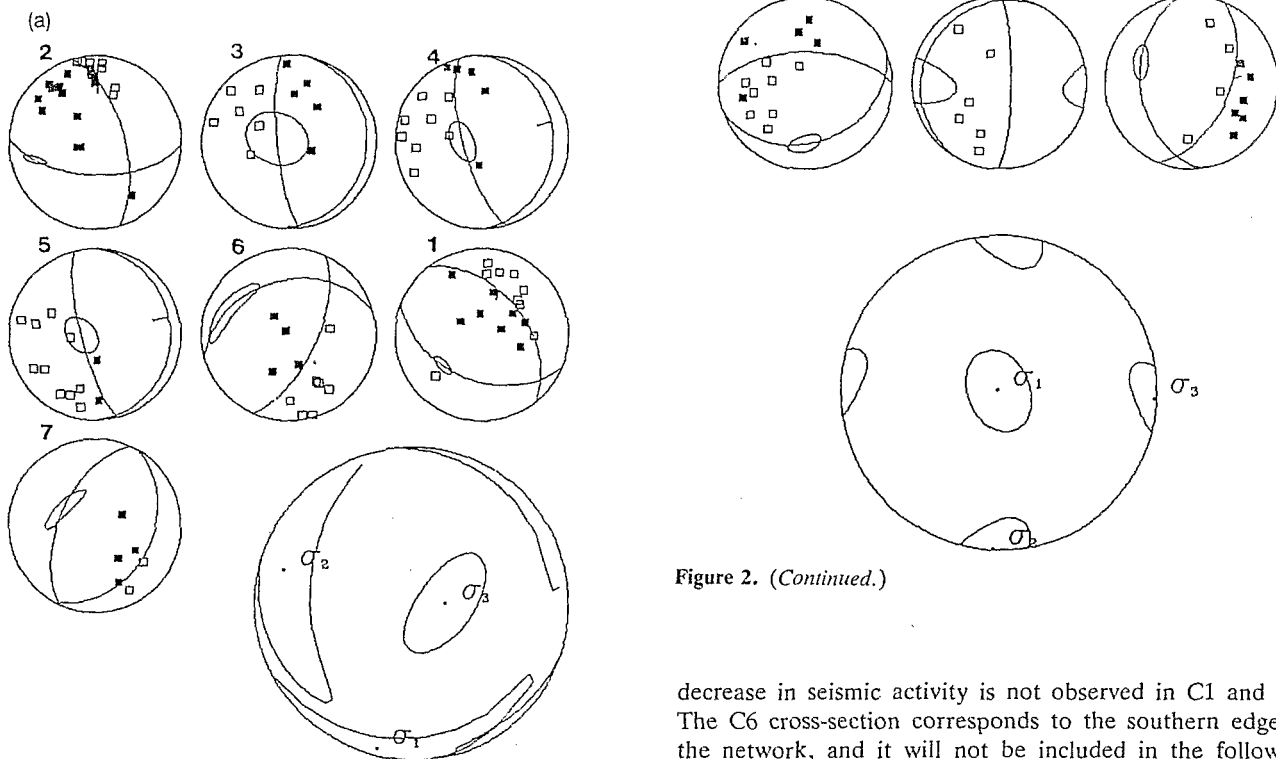 (a)
2 3 4
5 6 1
7
σ₂
σ₃
σ₁
σ₁
σ₃
σ₂
Figure 2. (Continued.)
decrease in seismic activity is not observed in C1 and
The C6 cross-section corresponds to the southern edge
the network, and it will not be included in the follow